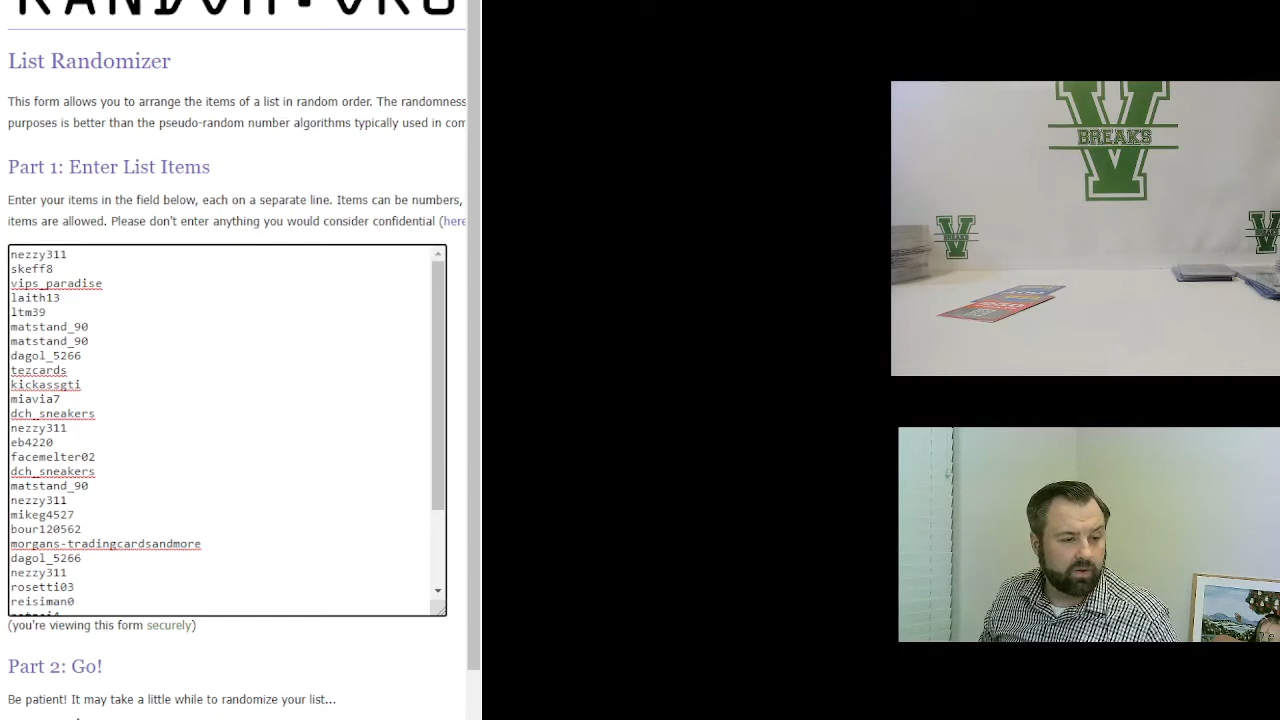 List Randomizer
This form allows you to arrange the items of a list in random order. The randomness
purposes is better than the pseudo-random number algorithms typically used in com
Part 1: Enter List Items
Enter your items in the field below, each on a separate line. Items can be numbers,
items are allowed. Please don't enter anything you would consider confidential (here
nezzy311
skeff8
vips_paradise
laith13
ltm39
matstand_90
matstand_90
dagol_5266
tezcards
kickassgti
miavia7
dch_sneakers
nezzy311
eb4220
facemelter02
dch_sneakers
matstand_90
nezzy311
mikeg4527
bour120562
morgans-tradingcardsandmore
dagol_5266
nezzy311
rosetti03
reisiman0
(you're viewing this form securely)
Part 2: Go!
Be patient! It may take a little while to randomize your list...
V
BREAKS